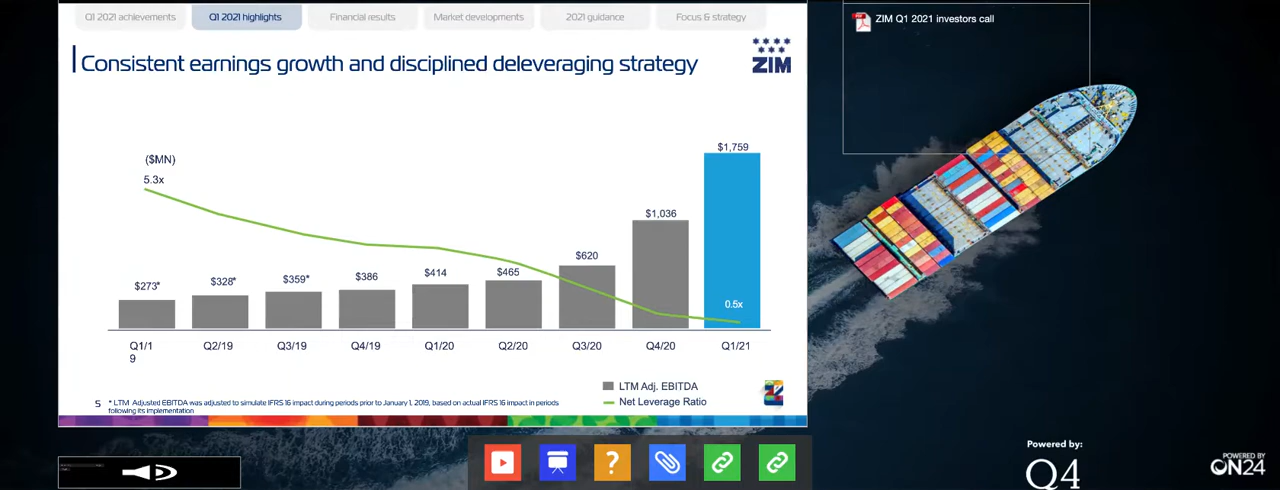 Q1 2021 achievements
Q1 2021 highlights
Financial results
Market developments
2021 guidance
Focus & strategy
ZIM Q1 2021 investors call
Consistent earnings growth and disciplined deleveraging strategy
ZIM
($MN)
5.3x
$273*
$328*
$359*
$386
$414
$465
$620
$1,036
$1,759
0.5x
Q1/1
9
Q2/19
Q3/19
Q4/19
Q1/20
Q2/20
Q3/20
Q4/20
Q1/21
LTM Adj. EBITDA
Net Leverage Ratio
5
* LTM Adjusted EBITDA was adjusted to simulate IFRS 16 impact during periods prior to January 1, 2019, based on actual IFRS 16 impact in periods
following its implementation
Powered by:
Q4
POWERED BY
ON24